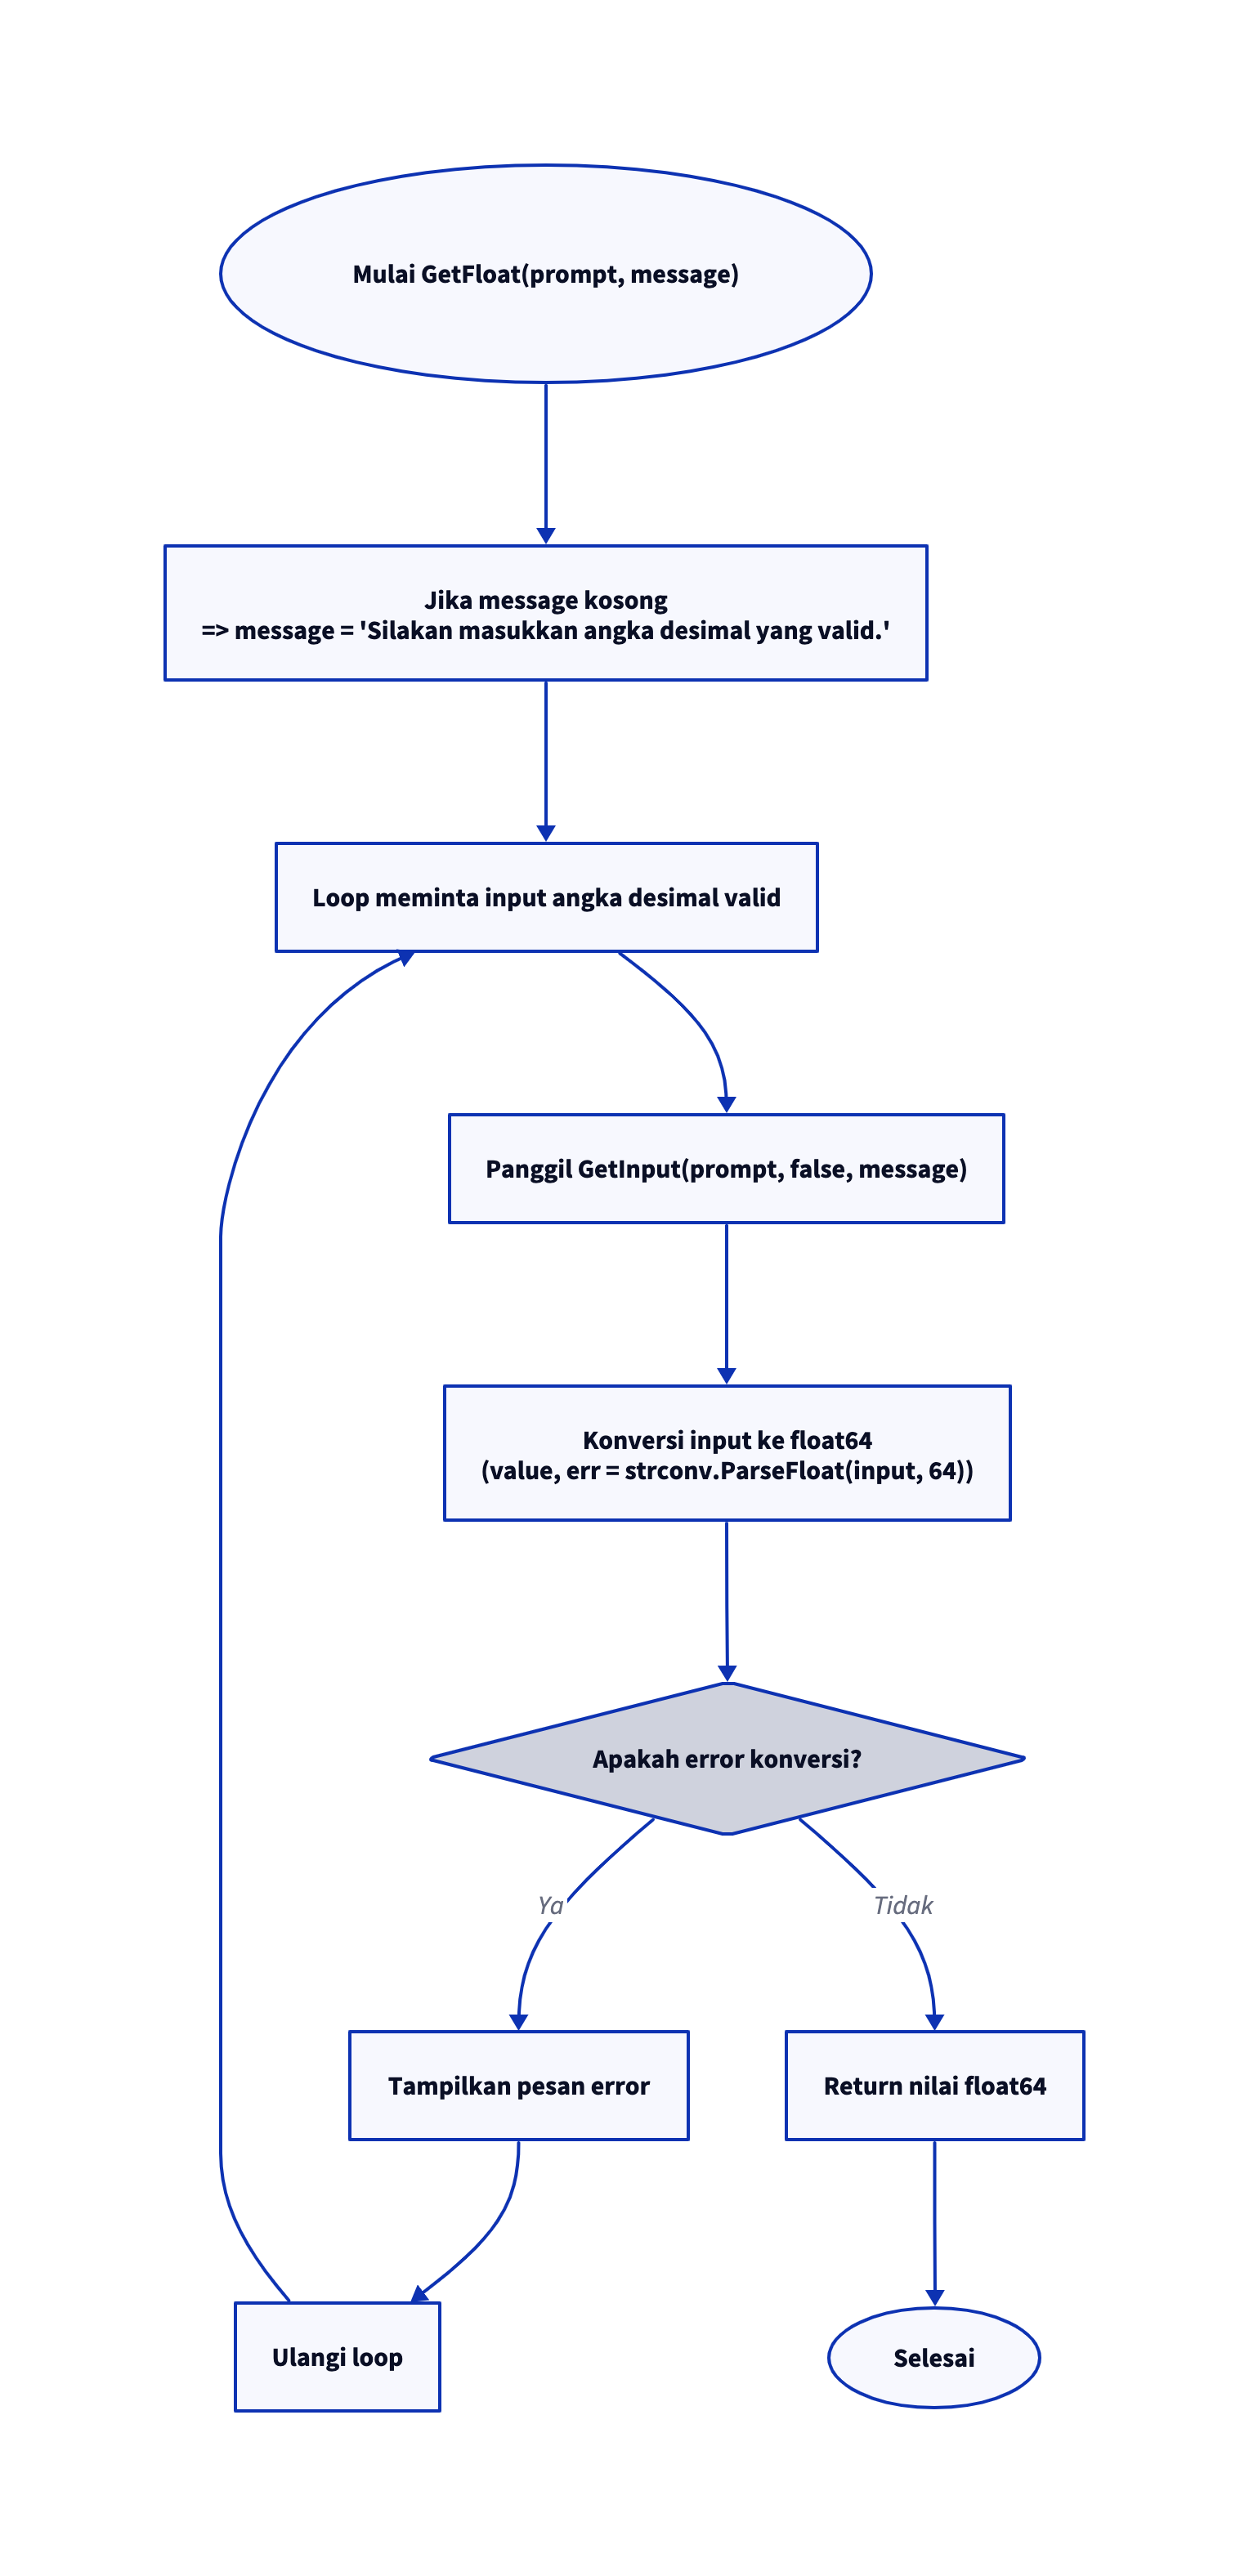 Mulai GetFloat(prompt, message)
Jika message kosong
=> message = 'Silakan masukkan angka desimal yang valid.'
Loop meminta input angka desimal valid
Panggil GetInput(prompt, false, message)
Konversi input ke float64
(value, err = strconv.ParseFloat(input, 64))
Apakah error konversi?
Ya
Tidak
Tampilkan pesan error
Return nilai float64
Ulangi loop
Selesai